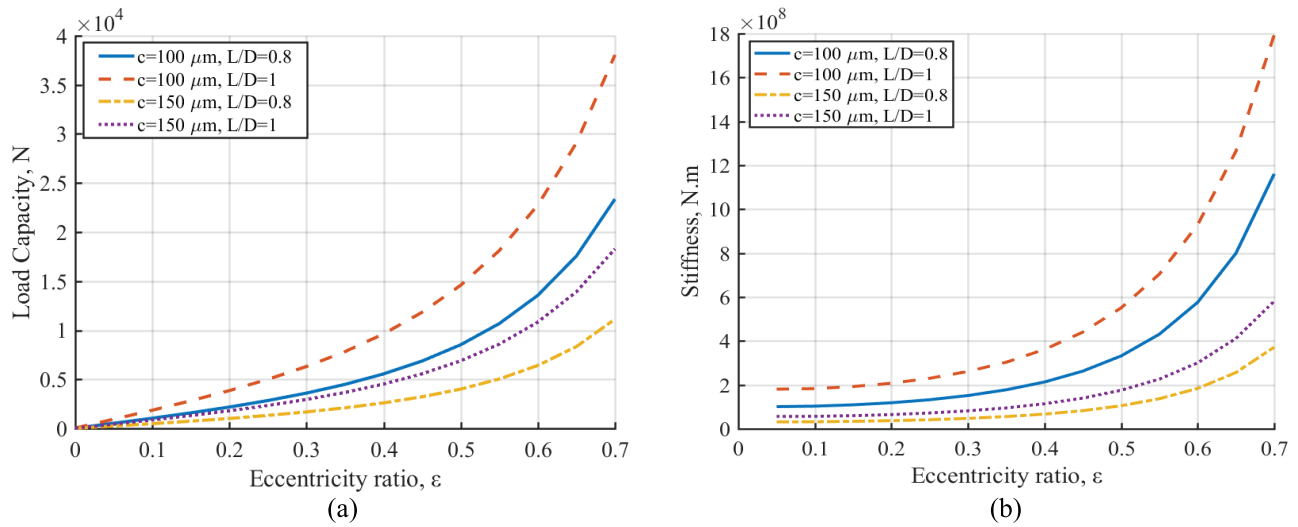 ×10⁴
4
3.5
3
2.5
2
1.5
1
0.5
0
0
0.1
0.2
0.3
0.4
0.5
0.6
0.7
Load Capacity, N
Eccentricity ratio, ε
c=100 μm, L/D=0.8
c=100 μm, L/D=1
c=150 μm, L/D=0.8
c=150 μm, L/D=1
(a)
×10⁸
18
16
14
12
10
8
6
4
2
0
0
0.1
0.2
0.3
0.4
0.5
0.6
0.7
Stiffness, N.m
Eccentricity ratio, ε
c=100 μm, L/D=0.8
c=100 μm, L/D=1
c=150 μm, L/D=0.8
c=150 μm, L/D=1
(b)